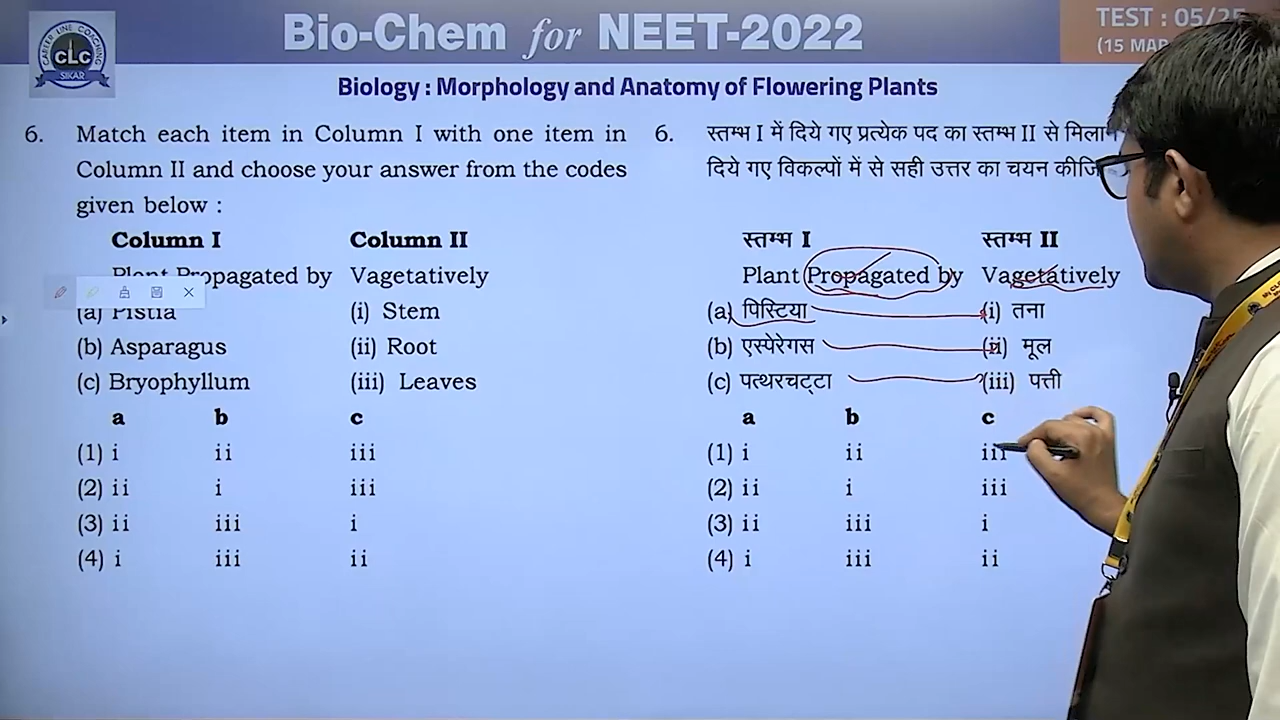 Bio-Chem for NEET-2022
TEST : 05/25
(15 MAR
CAREER LINE COACHING
CLC
SIKAR
Biology : Morphology and Anatomy of Flowering Plants
6. Match each item in Column I with one item in
Column II and choose your answer from the codes
given below :
Column I Column II
Plant Propagated by Vagetatively
(a) Pistia (i) Stem
(b) Asparagus (ii) Root
(c) Bryophyllum (iii) Leaves
a b c
(1) i ii iii
(2) ii i iii
(3) ii iii i
(4) i iii ii
6. स्तम्भ I में दिये गए प्रत्येक पद का स्तम्भ II से
दिये गए विकल्पों में से सही उत्तर का चयन
स्तम्भ I स्तम्भ II
Plant Propagated by Vagetatively
(a) पिस्टिया (i) तना
(b) एस्पेरेगस (ii) मूल
(c) पत्थरचट्टा (iii) पत्ती
a b c
(1) i ii iii
(2) ii i iii
(3) ii iii i
(4) i iii ii